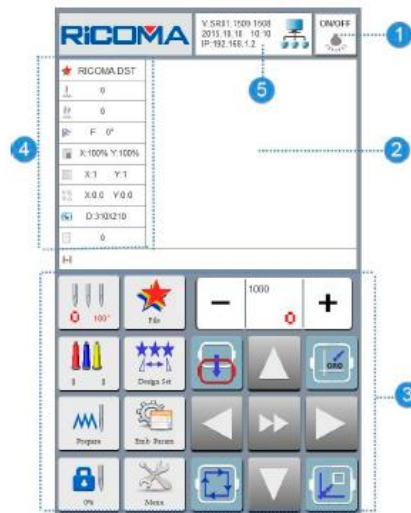 RiCOMA
V:SR01.1509.1508
2015.10.10 10:10
IP:192.168.1.2
ON/OFF
1
5
RICOMA.DST
0
0
F 0°
X:100% Y:100%
X:1 Y:1
X:0.0 Y:0.0
D:310X210
0
4
2
0 100°
File
1000
0
Design Set
ORG
Prepare
Emb Param
3
0%
Menu